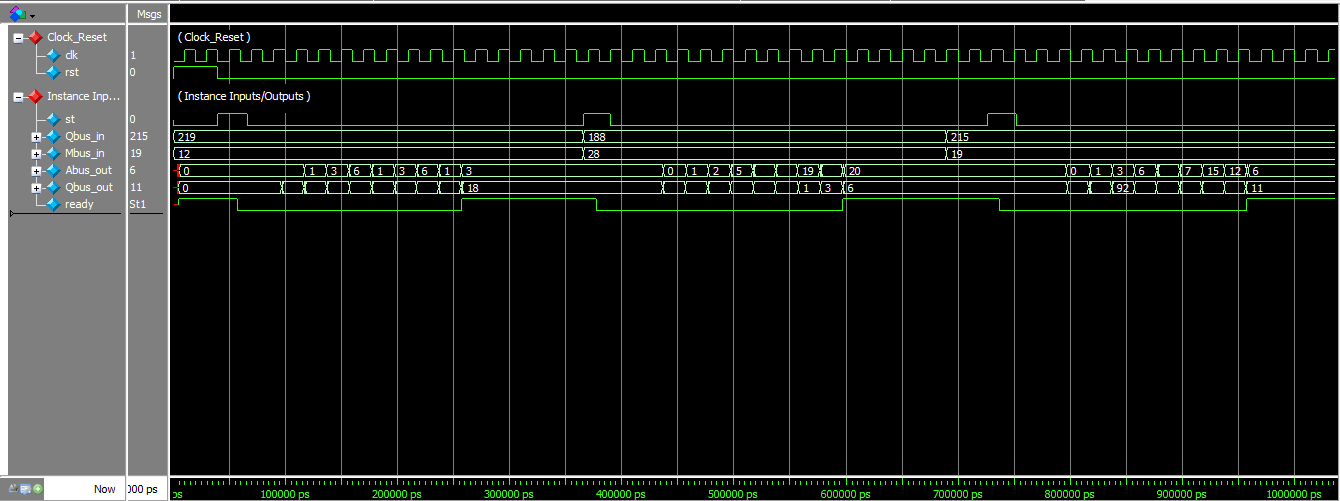 Msgs
Clock_Reset ( Clock_Reset )
clk 1
rst 0
Instance Inp... ( Instance Inputs/Outputs )
st 0
Qbus_in 215 219 188 215
Mbus_in 19 12 28 19
Abus_out 6 0 1 3 6 1 3 6 1 3 0 1 2 5 19 20 0 1 3 6 7 15 12 6
Qbus_out 11 0 18 1 3 6 92 11
ready St1
Now 000 ps ps 100000 ps 200000 ps 300000 ps 400000 ps 500000 ps 600000 ps 700000 ps 800000 ps 900000 ps 1000000 ps